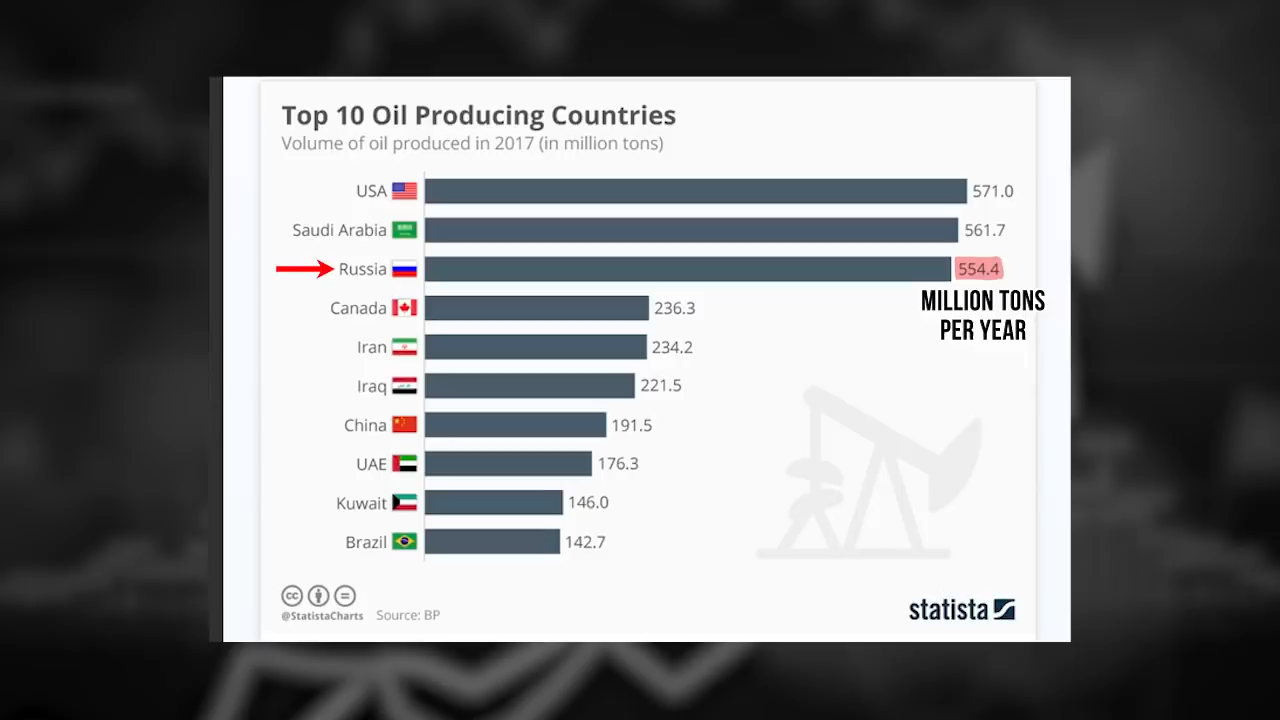 Top 10 Oil Producing Countries
Volume of oil produced in 2017 (in million tons)
USA 571.0
Saudi Arabia 561.7
Russia 554.4
MILLION TONS
PER YEAR
Canada 236.3
Iran 234.2
Iraq 221.5
China 191.5
UAE 176.3
Kuwait 146.0
Brazil 142.7
cc
@StatistaCharts Source: BP
statista